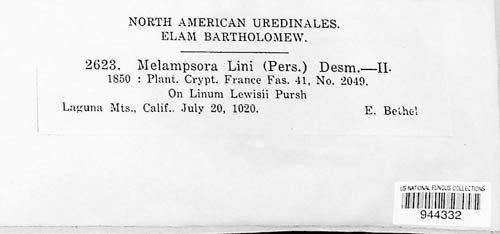 NORTH AMERICAN UREDINALES.
ELAM BARTHOLOMEW.
2623. Melampsora Lini (Pers.) Desm.—II.
1850 : Plant. Crypt. France Fas. 41, No. 2049.
On Linum Lewisii Pursh
Laguna Mts., Calif.. July 20, 1020. E. Bethel
US NATIONAL FUNGUS COLLECTIONS
944332